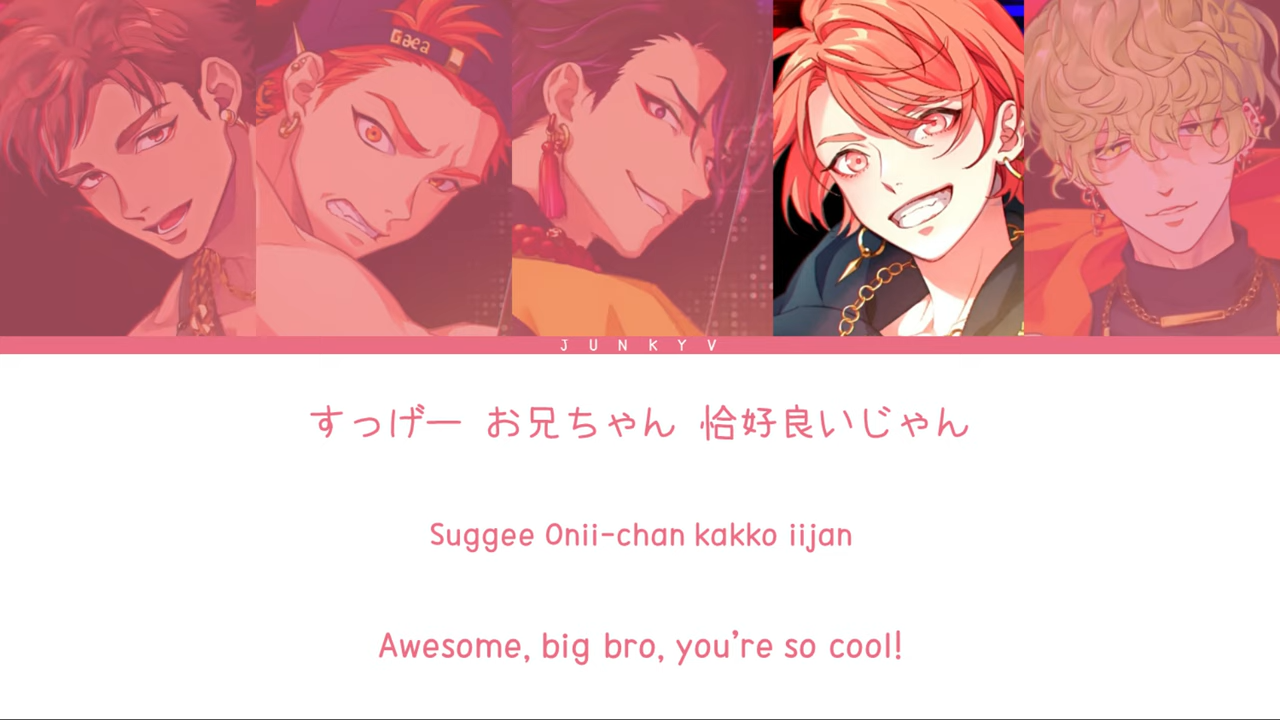 Gaea
JUNKYV
すっげー お兄ちゃん 恰好良いじゃん
Suggee Onii-chan kakko iijan
Awesome, big bro, you're so cool!